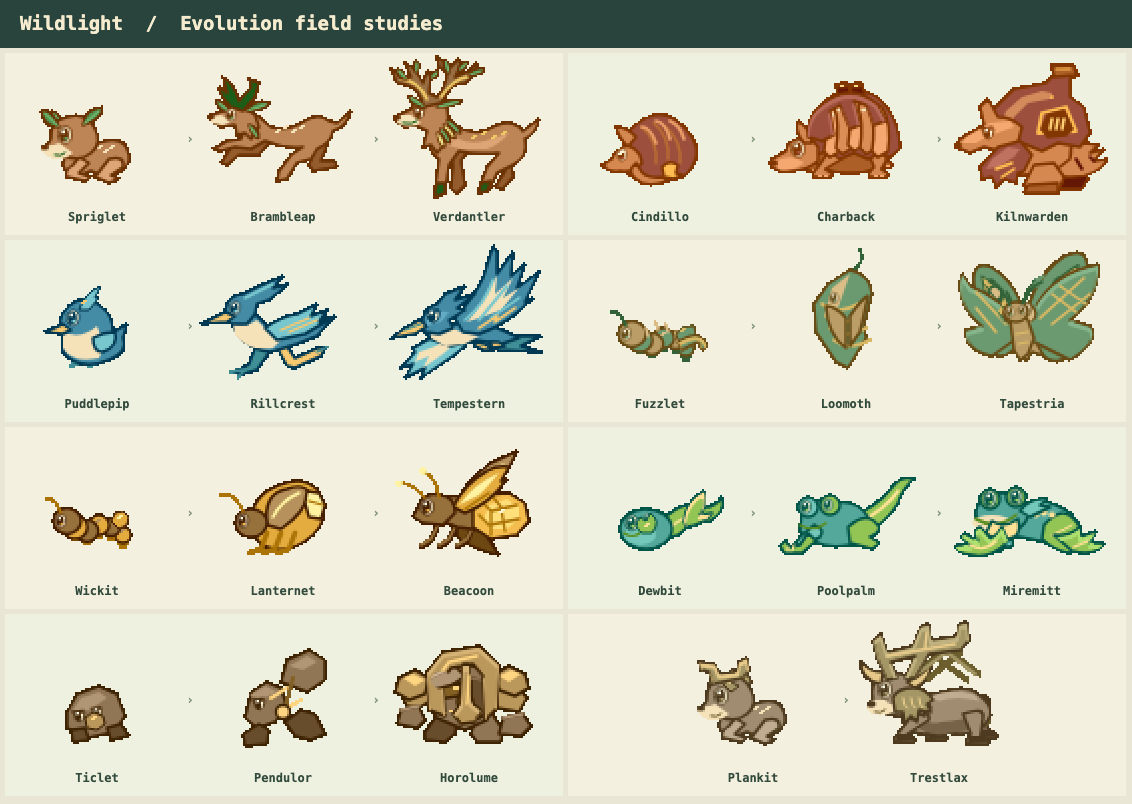 Wildlight / Evolution field studies
Spriglet › Brambleap › Verdantler
Cindillo › Charback › Kilnwarden
Puddlepip › Rillcrest › Tempestern
Fuzzlet › Loomoth › Tapestria
Wickit › Lanternet › Beacoon
Dewbit › Poolpalm › Miremitt
Ticlet › Pendulor › Horolume
Plankit › Trestlax